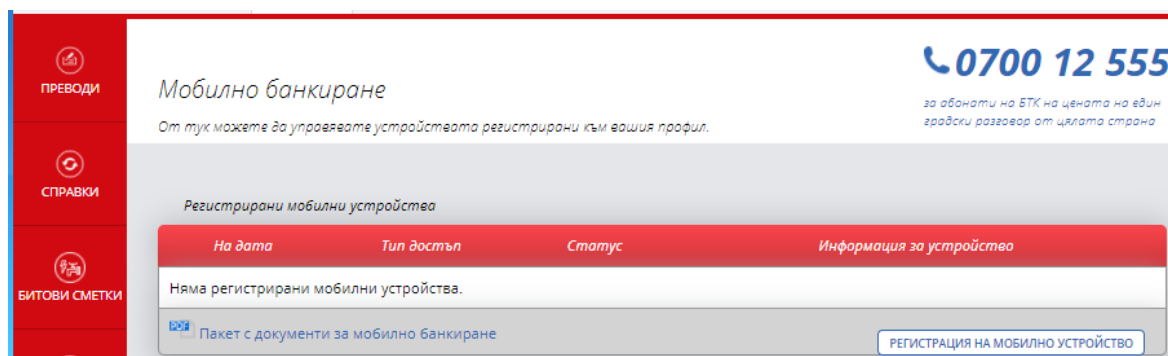 ПРЕВОДИ
СПРАВКИ
БИТОВИ СМЕТКИ
Мобилно банкиране
От тук можете да управявате устройствата регистрирани към вашия профил.
0700 12 555
за абонати на БТК на цената на един
градски разговор от цялата страна
Регистрирани мобилни устройства
На дата Тип достъп Статус Информация за устройство
Няма регистрирани мобилни устройства.
PDF Пакет с документи за мобилно банкиране
РЕГИСТРАЦИЯ НА МОБИЛНО УСТРОЙСТВО